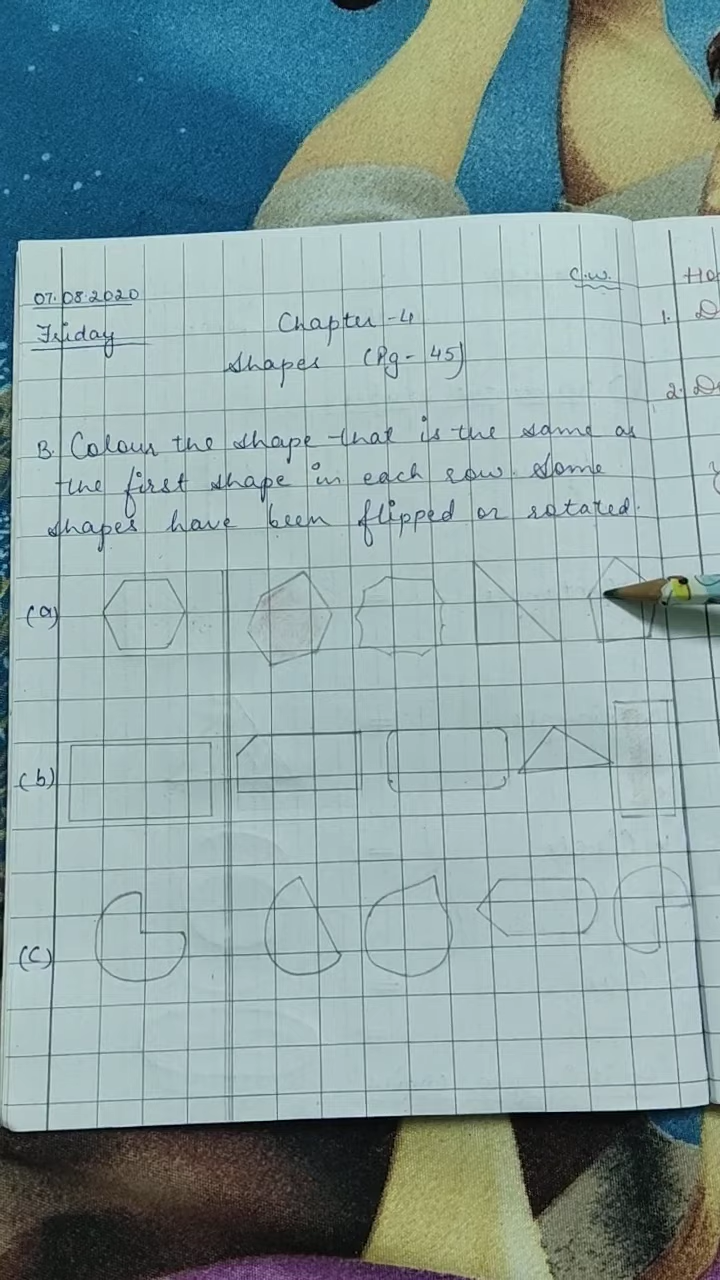 07.08.2020
C.W.
Friday
Chapter -4
Shapes (Pg- 45)
B. Colour the shape that is the same as
the first shape in each row. Some
shapes have been flipped or rotated.
(a)
(b)
(c)
1.
2.